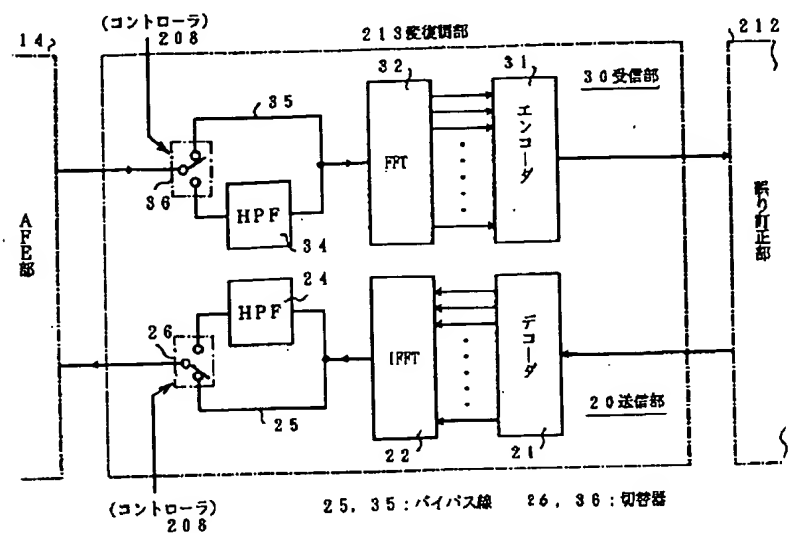 (コントローラ)
208
14
213変復調部
212
32
31
30受信部
35
36
FFT
エンコーダ
HPF
34
AFE部
誤り訂正部
24
HPF
26
IFFT
デコーダ
25
22
21
20送信部
(コントローラ)
208
25, 35:バイパス線 26, 36:切替器